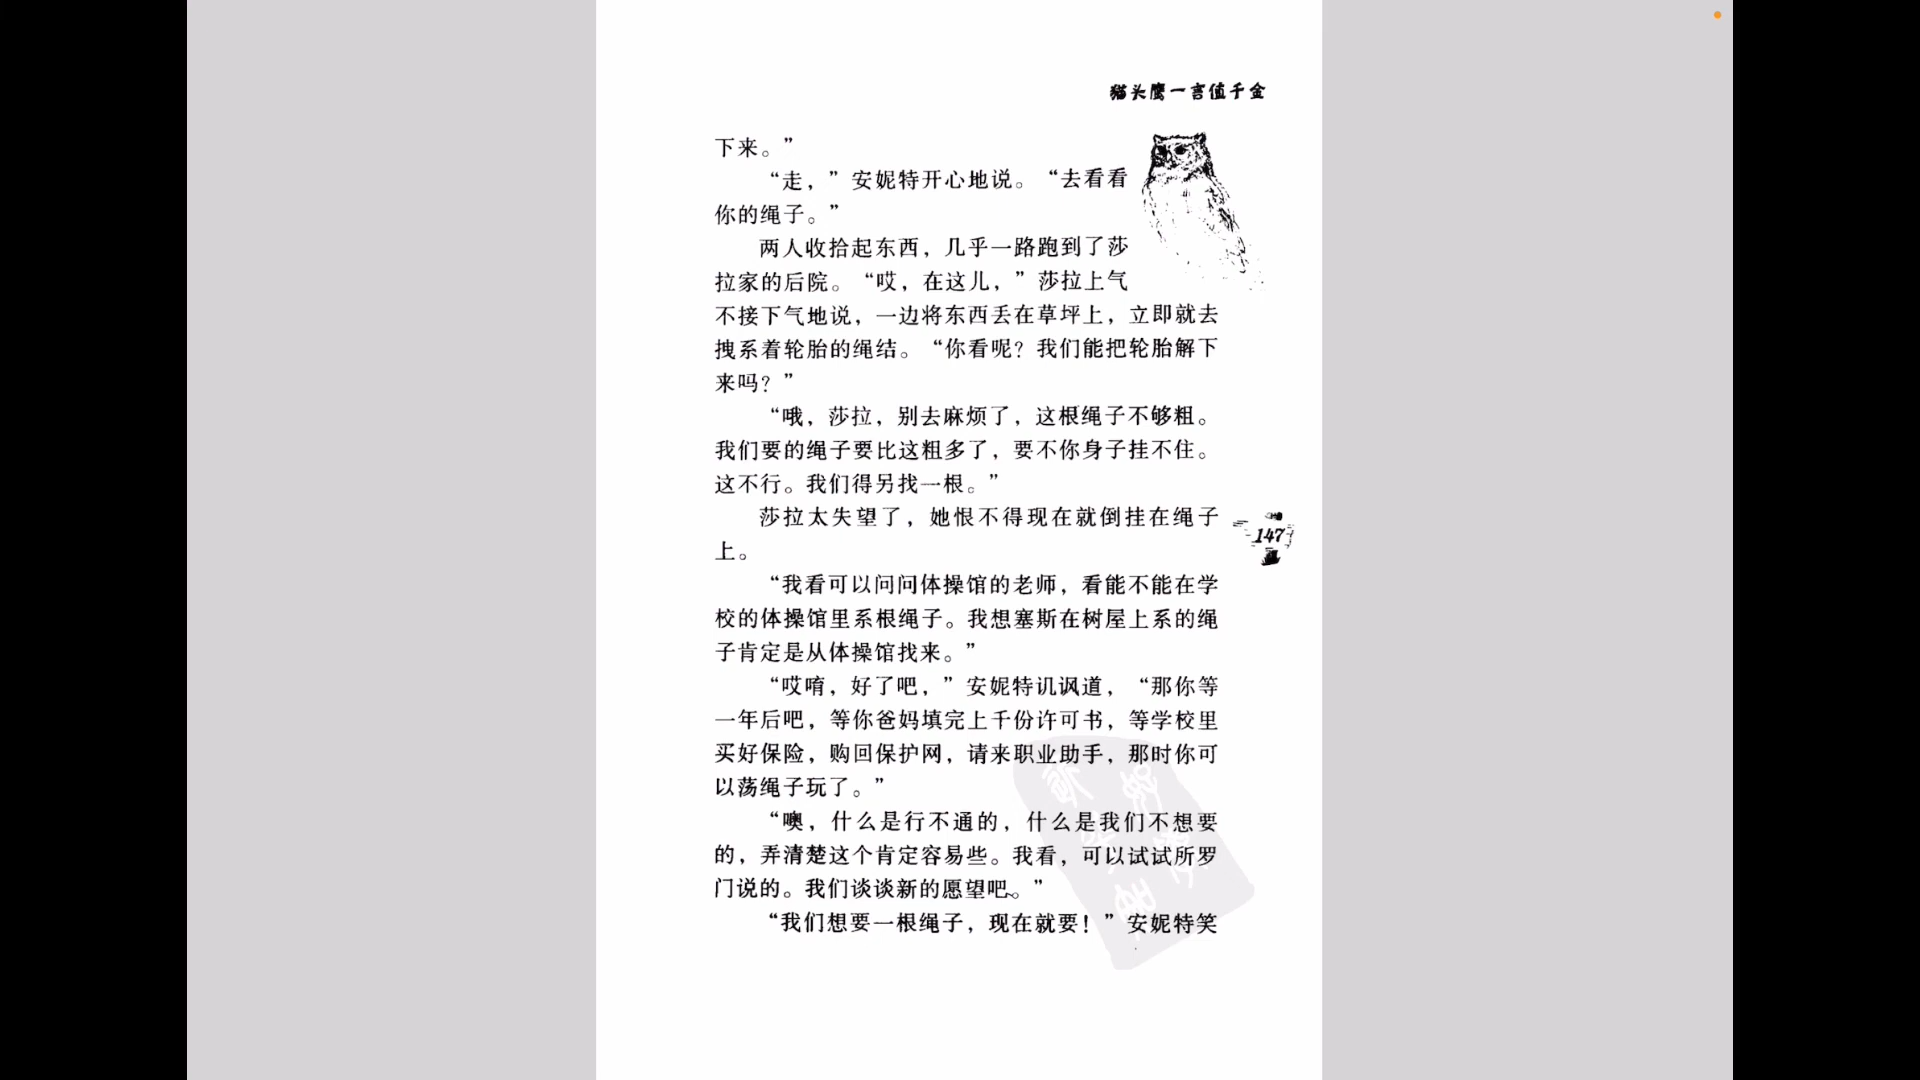 猫头鹰一言值千金
下来。”
“走，”安妮特开心地说。“去看看
你的绳子。”
两人收拾起东西，几乎一路跑到了莎
拉家的后院。“哎，在这儿，”莎拉上气
不接下气地说，一边将东西丢在草坪上，立即就去
拽系着轮胎的绳结。“你看呢？我们能把轮胎解下
来吗？”
“哦，莎拉，别去麻烦了，这根绳子不够粗。
我们要的绳子要比这粗多了，要不你身子挂不住。
这不行。我们得另找一根。”
莎拉太失望了，她恨不得现在就倒挂在绳子
上。
147
“我看可以问问体操馆的老师，看能不能在学
校的体操馆里系根绳子。我想塞斯在树屋上系的绳
子肯定是从体操馆找来。”
“哎唷，好了吧，”安妮特讥讽道，“那你等
一年后吧，等你爸妈填完上千份许可书，等学校里
买好保险，购回保护网，请来职业助手，那时你可
以荡绳子玩了。”
“噢，什么是行不通的，什么是我们不想要
的，弄清楚这个肯定容易些。我看，可以试试所罗
门说的。我们谈谈新的愿望吧。”
“我们想要一根绳子，现在就要！”安妮特笑